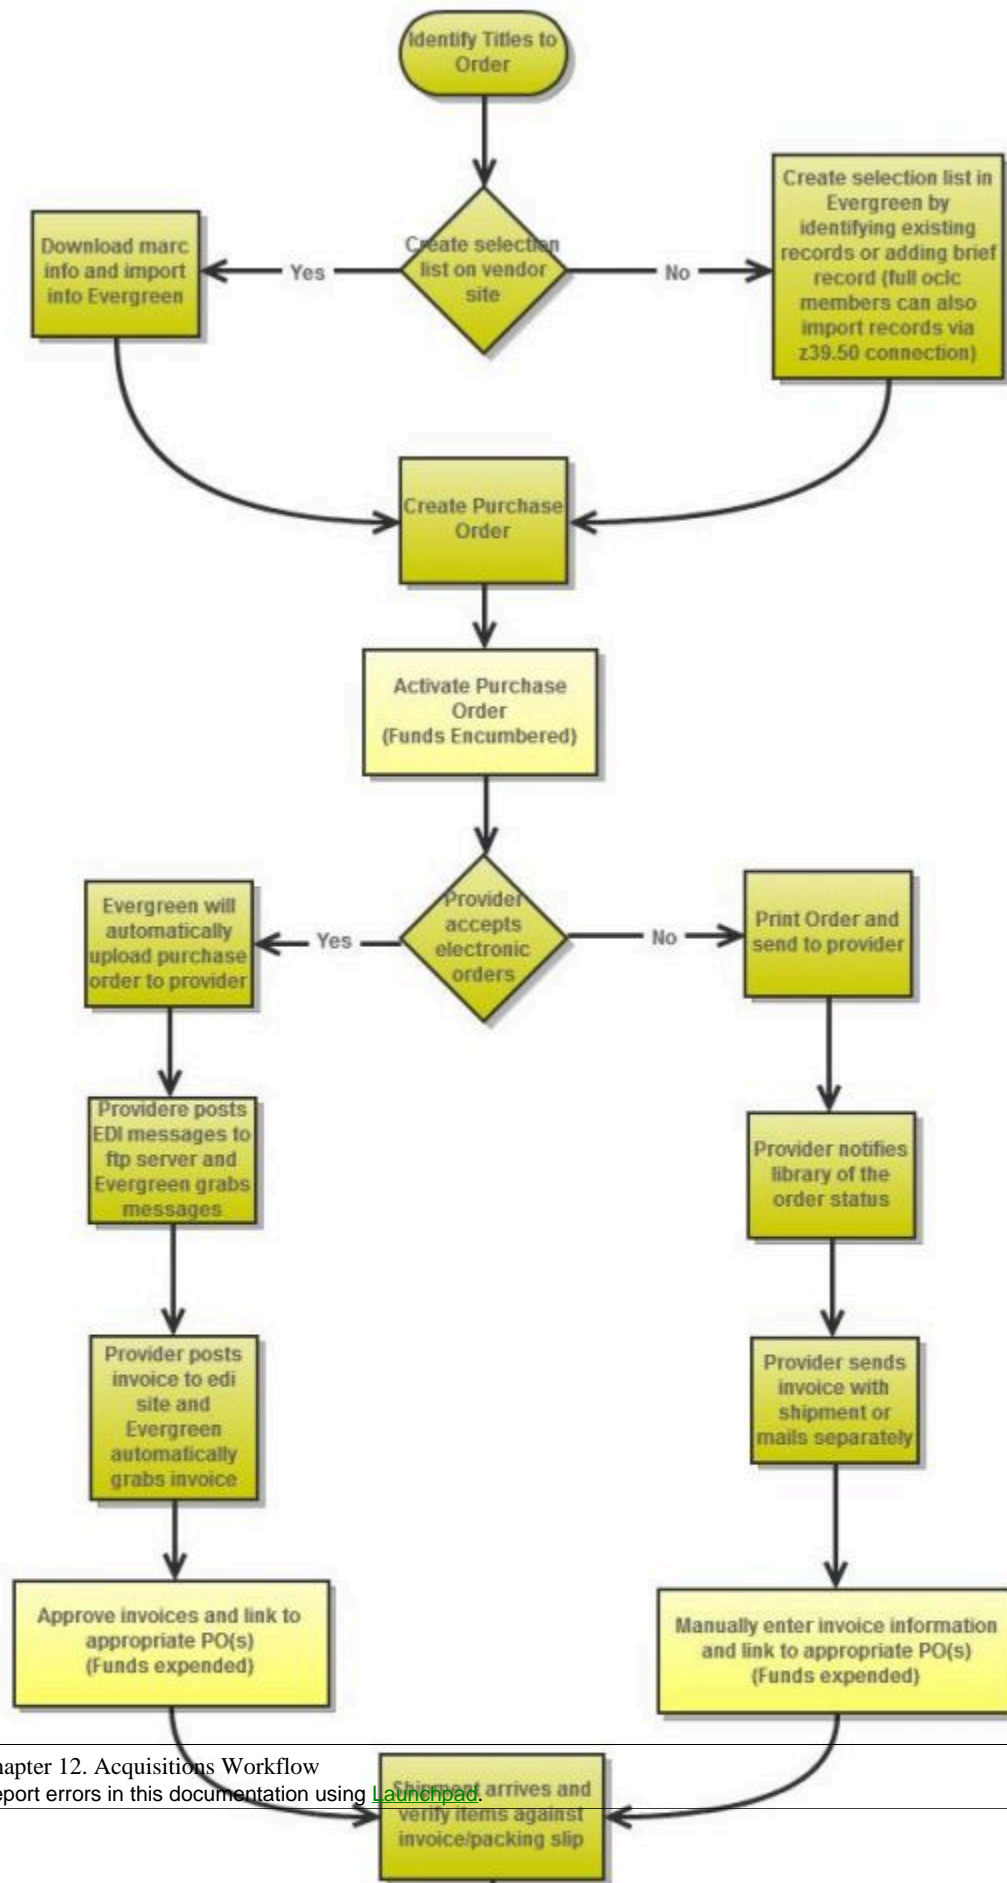 Identify Titles to
Order
Create selection
list on vendor
site
Yes
No
Download marc
info and import
into Evergreen
Create selection list in
Evergreen by
identifying existing
records or adding brief
record (full oclc
members can also
import records via
z39.50 connection)
Create Purchase
Order
Activate Purchase
Order
(Funds Encumbered)
Provider
accepts
electronic
orders
Yes
No
Evergreen will
automatically
upload purchase
order to provider
Print Order and
send to provider
Providere posts
EDI messages to
ftp server and
Evergreen grabs
messages
Provider notifies
library of the
order status
Provider posts
invoice to edi
site and
Evergreen
automatically
grabs invoice
Provider sends
invoice with
shipment or
mails separately
Approve invoices and link to
appropriate PO(s)
(Funds expended)
Manually enter invoice information
and link to appropriate PO(s)
(Funds expended)
hapter 12. Acquisitions Workflow
eport errors in this documentation using Launchpad.
Shipment arrives and
verify items against
invoice/packing slip